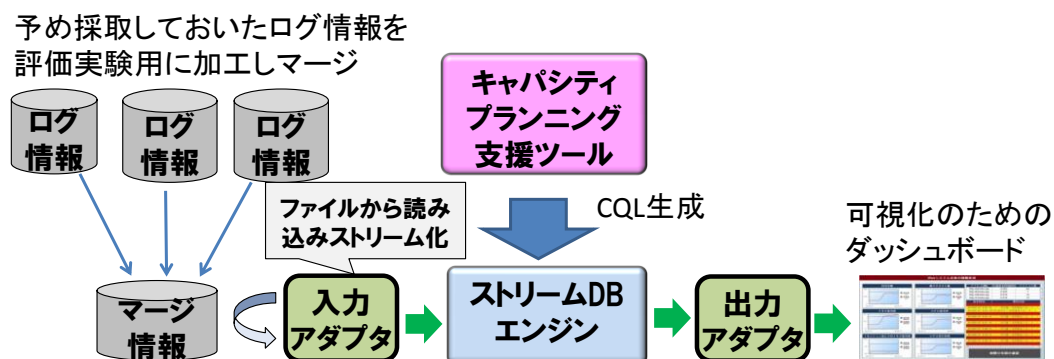 予め採取しておいたログ情報を
評価実験用に加工しマージ
ログ
情報
ログ
情報
ログ
情報
キャパシティ
プランニング
支援ツール
ファイルから読み
込みストリーム化
CQL生成
可視化のための
ダッシュボード
マージ
情報
入力
アダプタ
ストリームDB
エンジン
出力
アダプタ